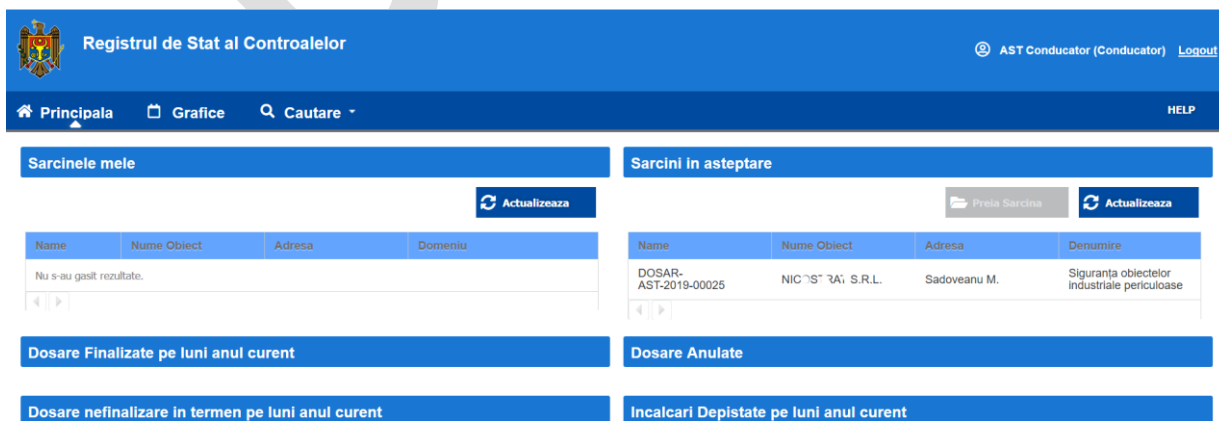 Registrul de Stat al Controalelor
AST Conducator (Conducator) Logout
Principala Grafice Cautare HELP
Sarcinele mele
Actualizeaza
Name Nume Obiect Adresa Domeniu
Nu s-au gasit rezultate.
Sarcini in asteptare
Preia Sarcina Actualizeaza
Name Nume Obiect Adresa Denumire
DOSAR-
AST-2019-00025 S.R.L. Sadoveanu M. Siguranța obiectelor
industriale periculoase
Dosare Finalizate pe luni anul curent
Dosare Anulate
Dosare nefinalizare in termen pe luni anul curent
Incalcari Depistate pe luni anul curent